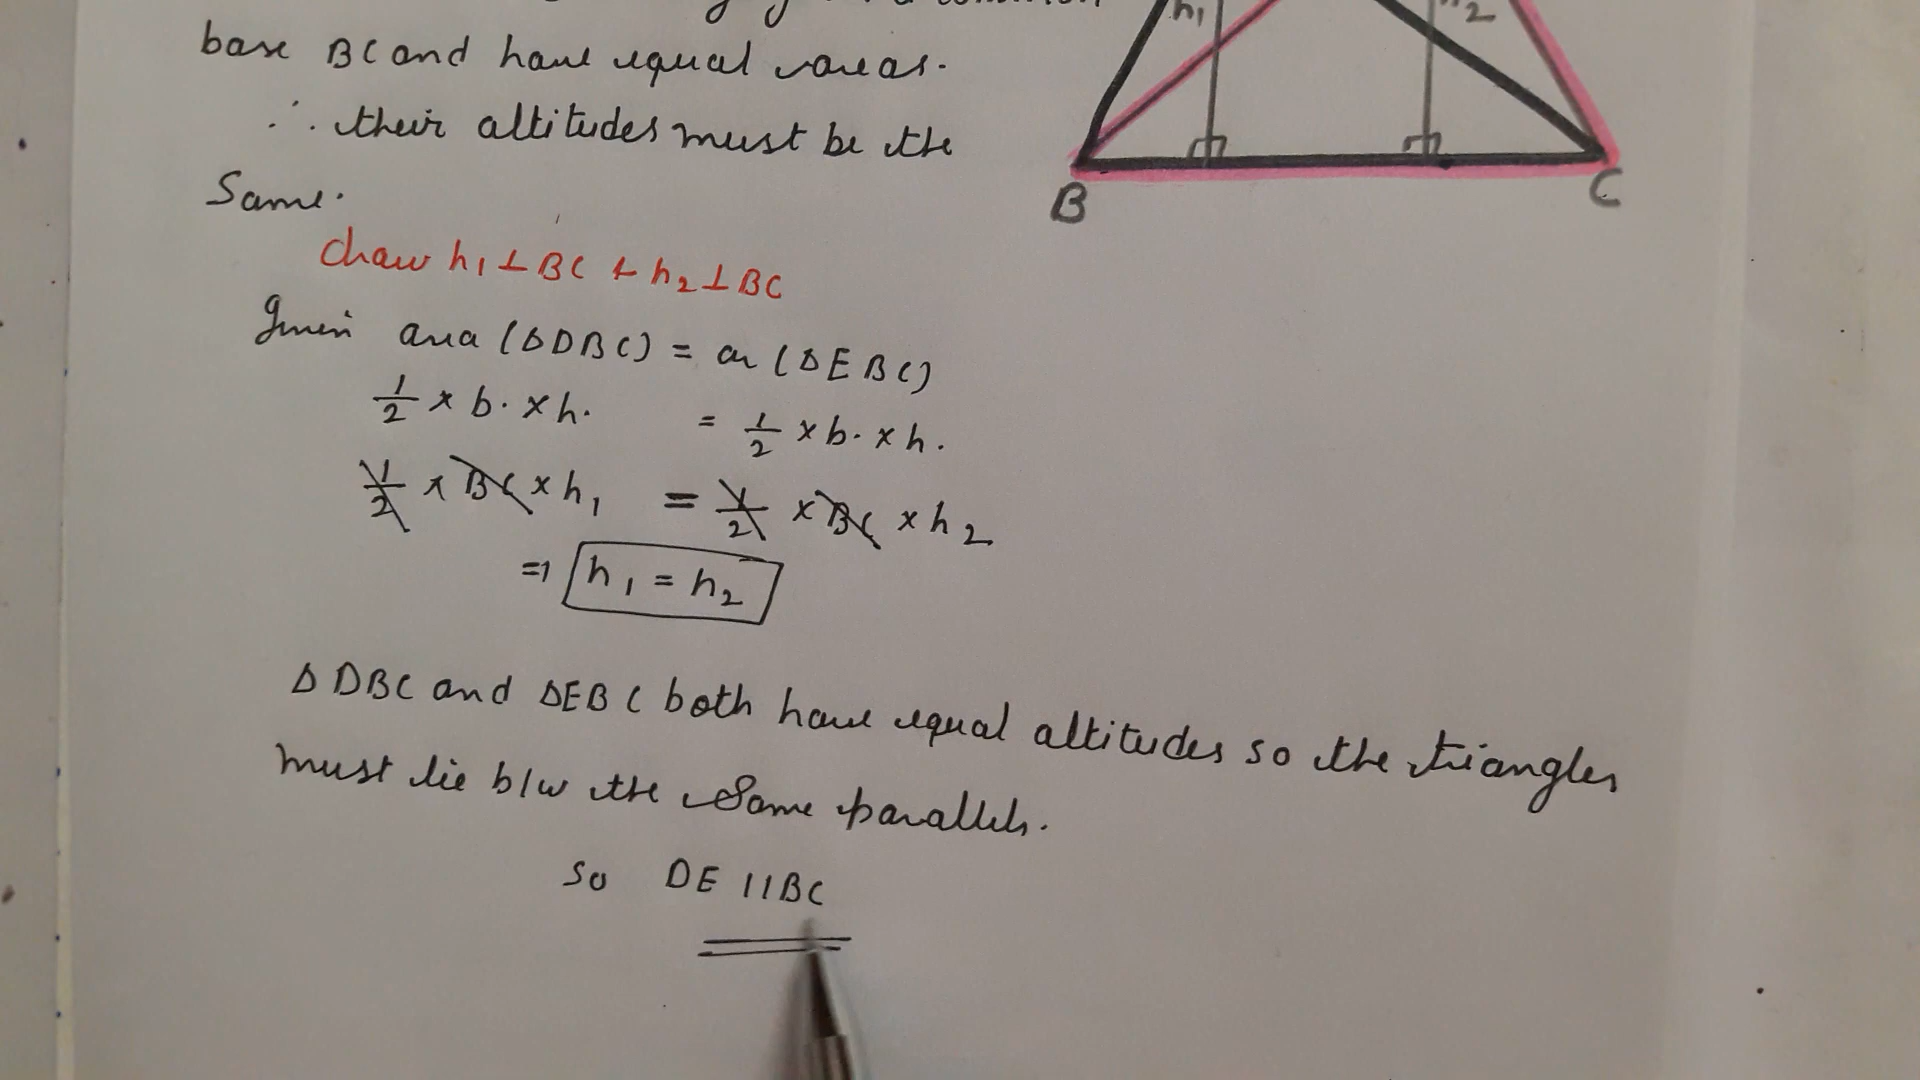 base BC and have equal areas.
∴ their altitudes must be the
Same.
draw h₁⊥BC & h₂⊥BC
Given area (ΔDBC) = ar (ΔEBC)
1/2 × b. × h. = 1/2 × b. × h.
1/2 × BC × h₁ = 1/2 × BC × h₂
⇒ h₁ = h₂
Δ DBC and ΔEBC both have equal altitudes so the triangles
must lie b/w the Same parallels.
So DE ||BC
h₁
2
B
C